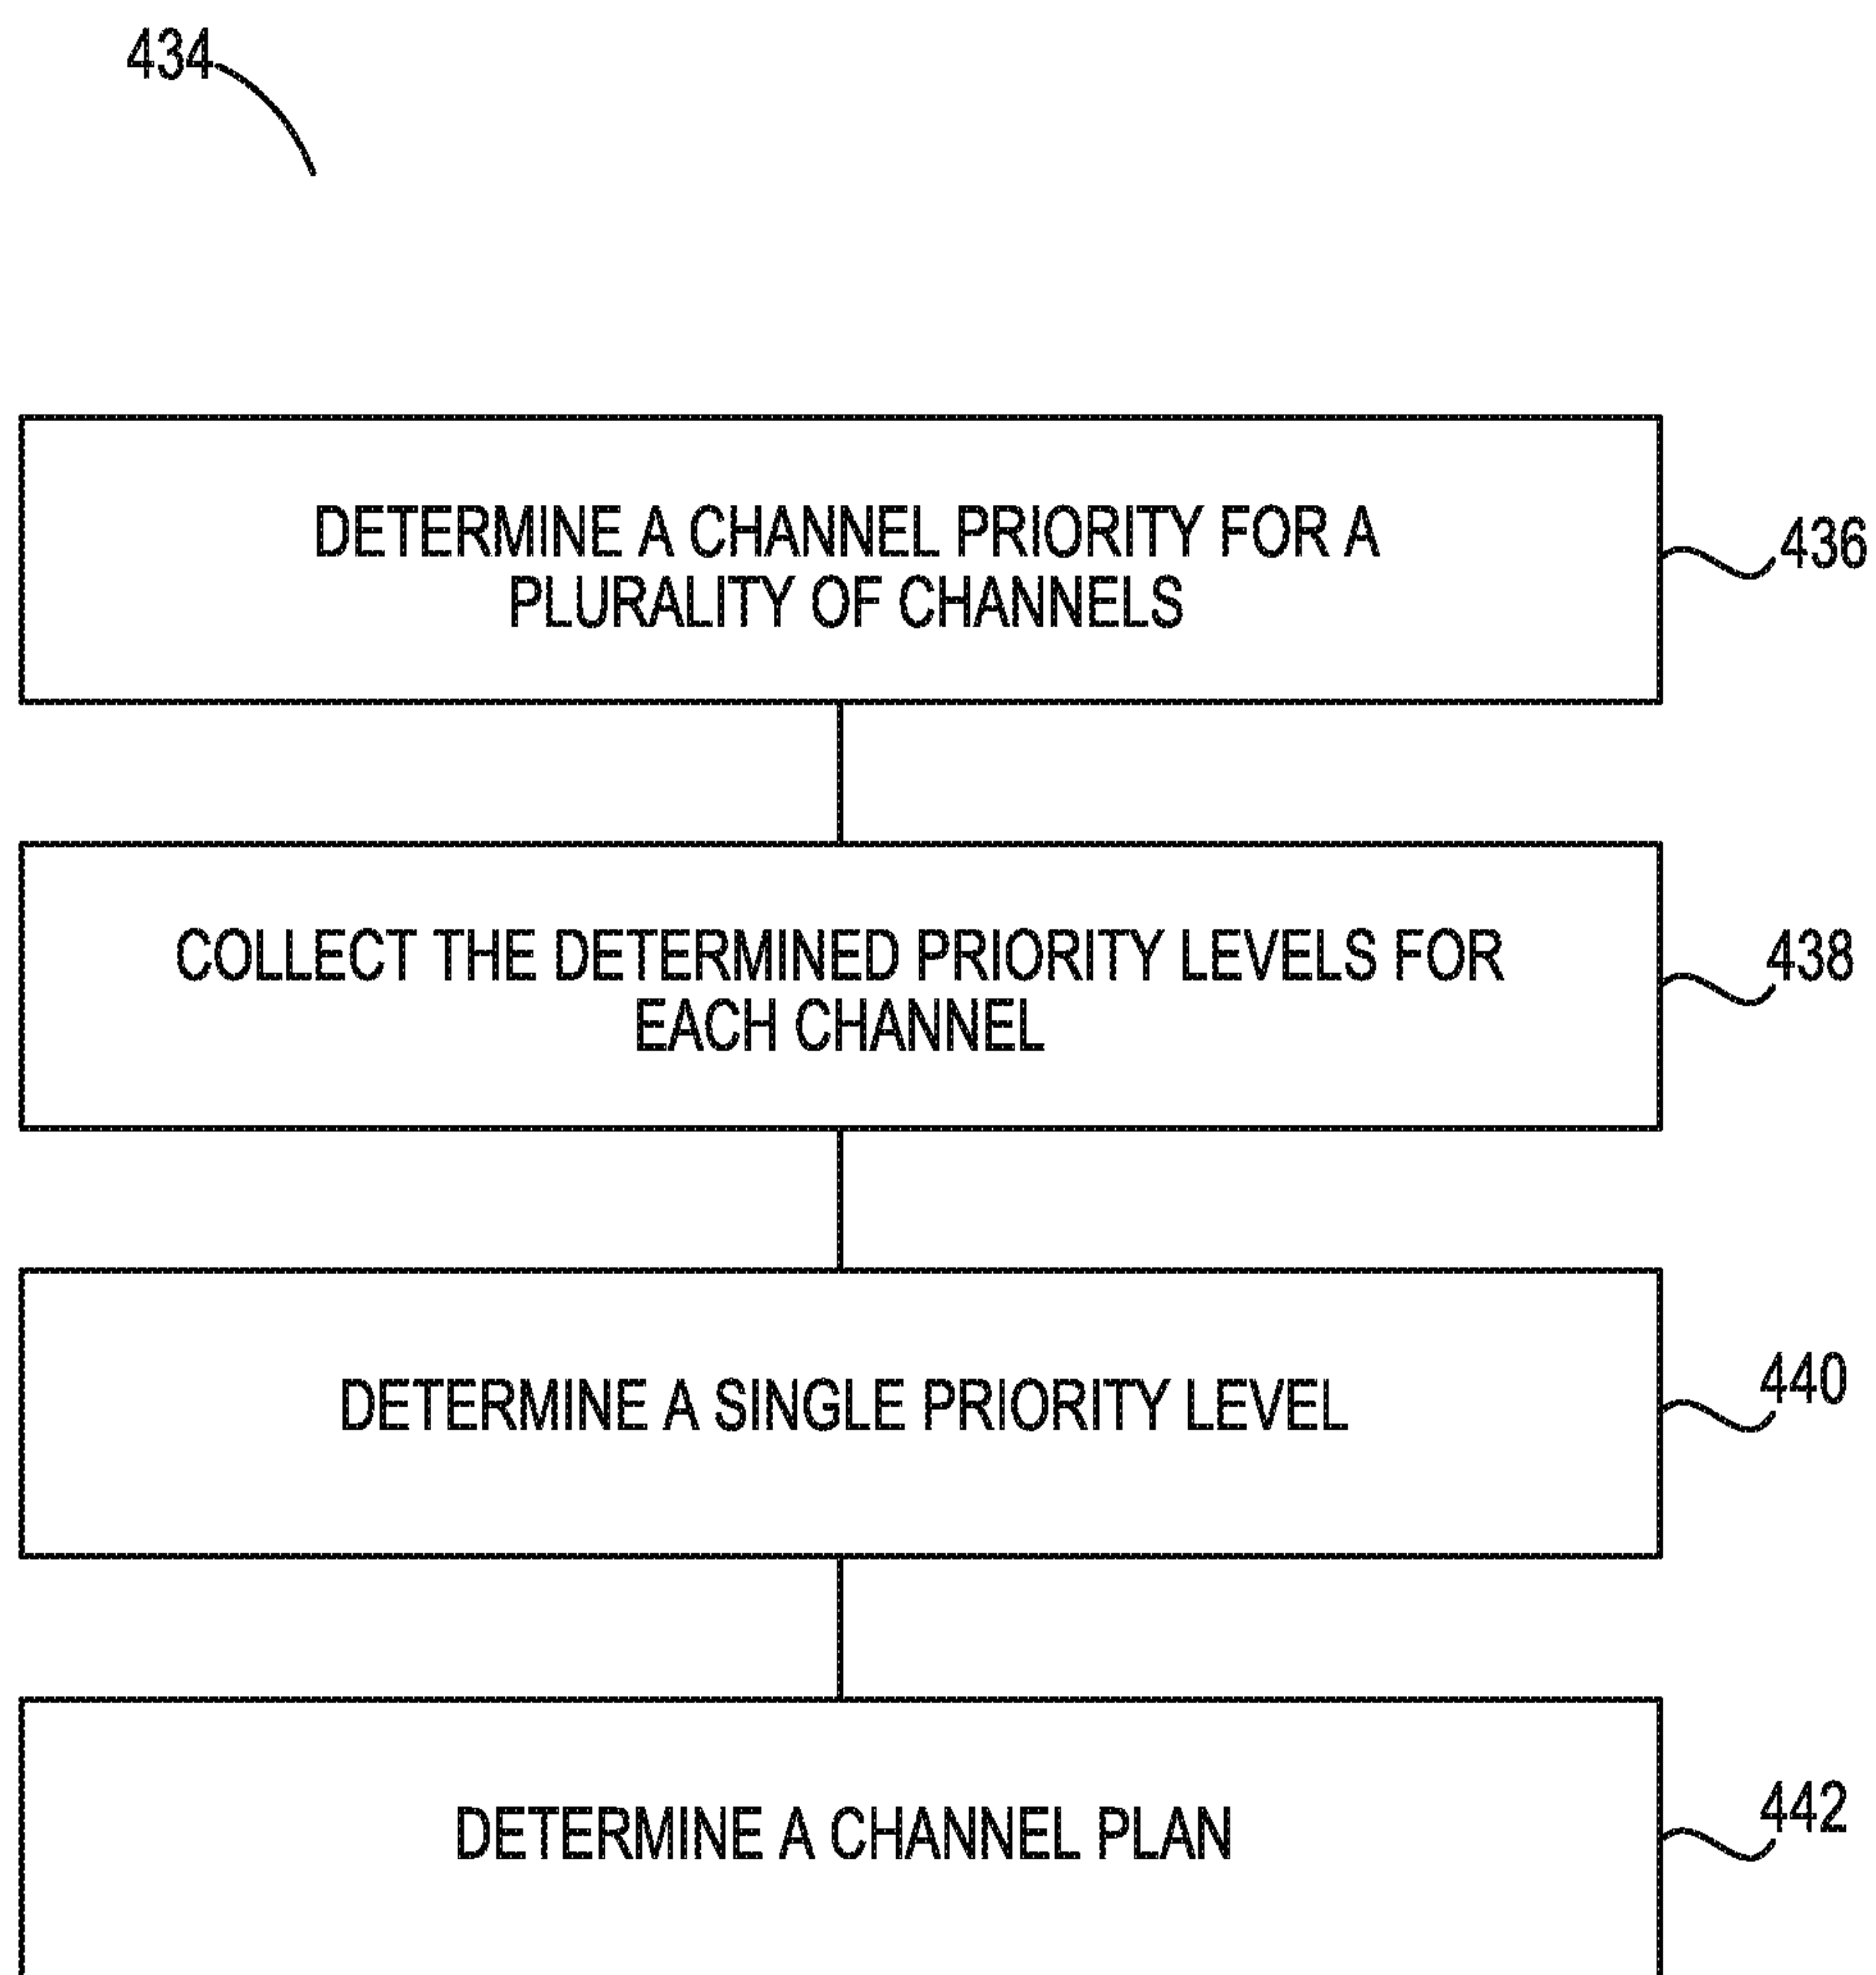 434
DETERMINE A CHANNEL PRIORITY FOR A
PLURALITY OF CHANNELS
436
COLLECT THE DETERMINED PRIORITY LEVELS FOR
EACH CHANNEL
438
DETERMINE A SINGLE PRIORITY LEVEL
440
DETERMINE A CHANNEL PLAN
442